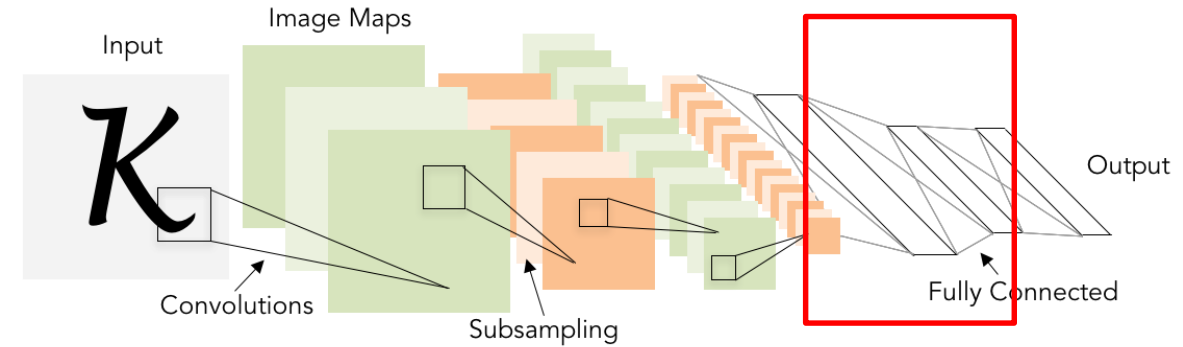 Image Maps
Input
K
Output
Convolutions
Fully Connected
Subsampling